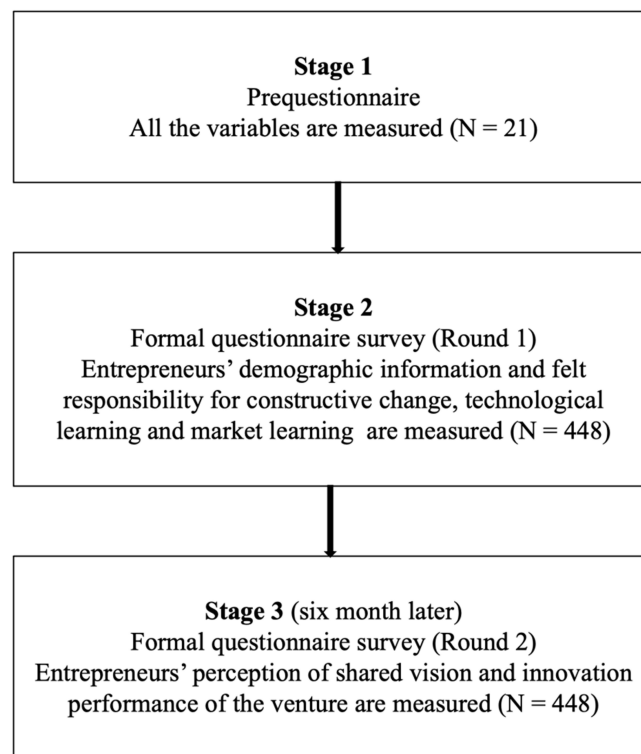 Stage 1
Prequestionnaire
All the variables are measured (N = 21)
Stage 2
Formal questionnaire survey (Round 1)
Entrepreneurs’ demographic information and felt
responsibility for constructive change, technological
learning and market learning are measured (N = 448)
Stage 3 (six month later)
Formal questionnaire survey (Round 2)
Entrepreneurs’ perception of shared vision and innovation
performance of the venture are measured (N = 448)